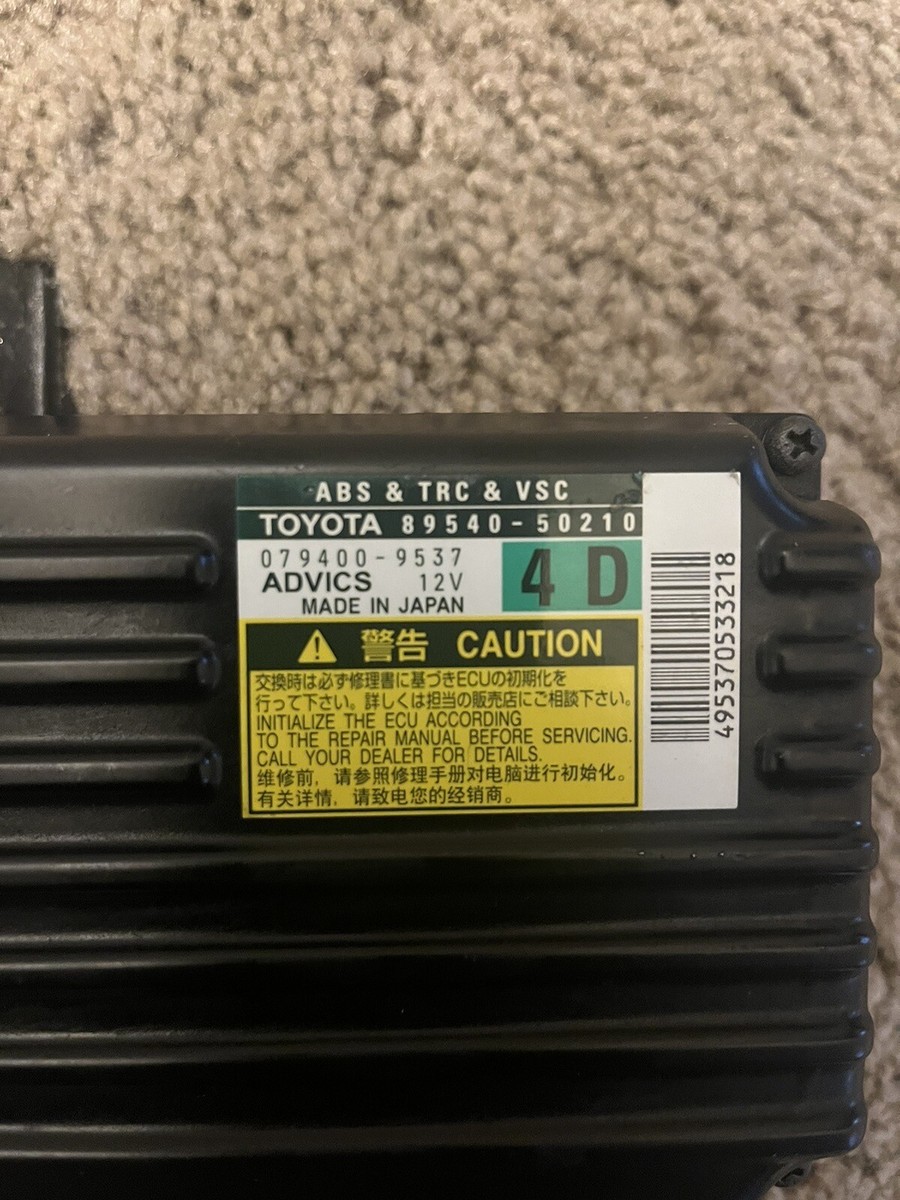 ABS & TRC & VSC
TOYOTA 89540-50210
079400-9537
ADVICS 12V
MADE IN JAPAN
4D
⚠ 警告 CAUTION
交換時は必ず修理書に基づきECUの初期化を
行って下さい。詳しくは担当の販売店にご相談下さい。
INITIALIZE THE ECU ACCORDING
TO THE REPAIR MANUAL BEFORE SERVICING.
CALL YOUR DEALER FOR DETAILS.
维修前，请参照修理手册对电脑进行初始化。
有关详情，请致电您的经销商。
495370533218